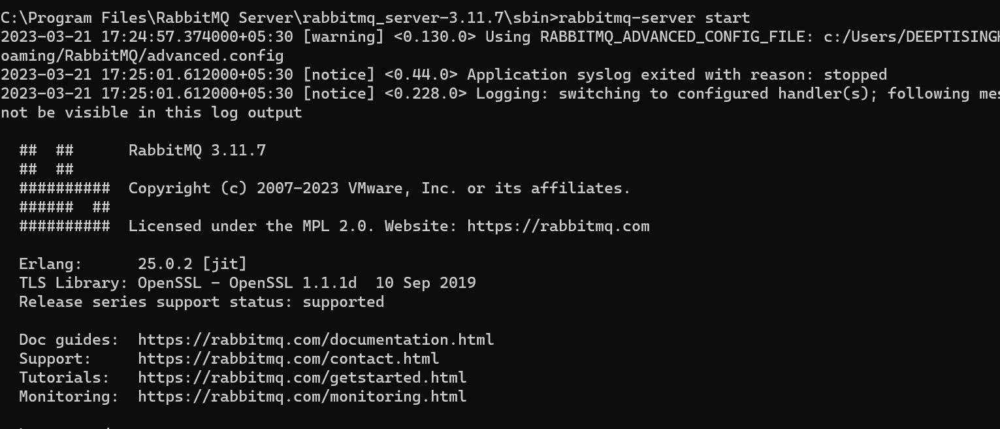 C:\Program Files\RabbitMQ Server\rabbitmq_server-3.11.7\sbin>rabbitmq-server start
2023-03-21 17:24:57.374000+05:30 [warning] <0.130.0> Using RABBITMQ_ADVANCED_CONFIG_FILE: c:/Users/DEEPTISINGH
oaming/RabbitMQ/advanced.config
2023-03-21 17:25:01.612000+05:30 [notice] <0.44.0> Application syslog exited with reason: stopped
2023-03-21 17:25:01.612000+05:30 [notice] <0.228.0> Logging: switching to configured handler(s); following mes
not be visible in this log output
##  ##      RabbitMQ 3.11.7
##  ##
##########  Copyright (c) 2007-2023 VMware, Inc. or its affiliates.
######  ##
##########  Licensed under the MPL 2.0. Website: https://rabbitmq.com
Erlang:      25.0.2 [jit]
TLS Library: OpenSSL - OpenSSL 1.1.1d  10 Sep 2019
Release series support status: supported
Doc guides:  https://rabbitmq.com/documentation.html
Support:     https://rabbitmq.com/contact.html
Tutorials:   https://rabbitmq.com/getstarted.html
Monitoring:  https://rabbitmq.com/monitoring.html